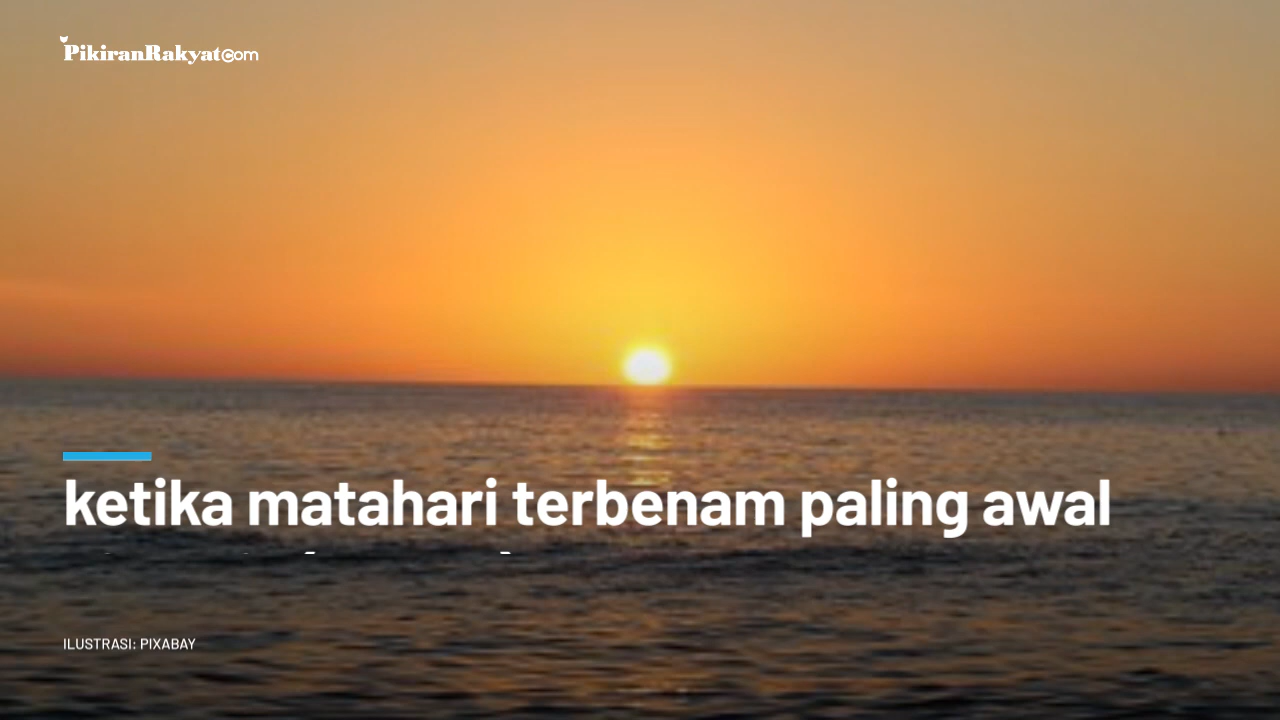 PikiranRakyat.com
ketika matahari terbenam paling awal
ILUSTRASI: PIXABAY